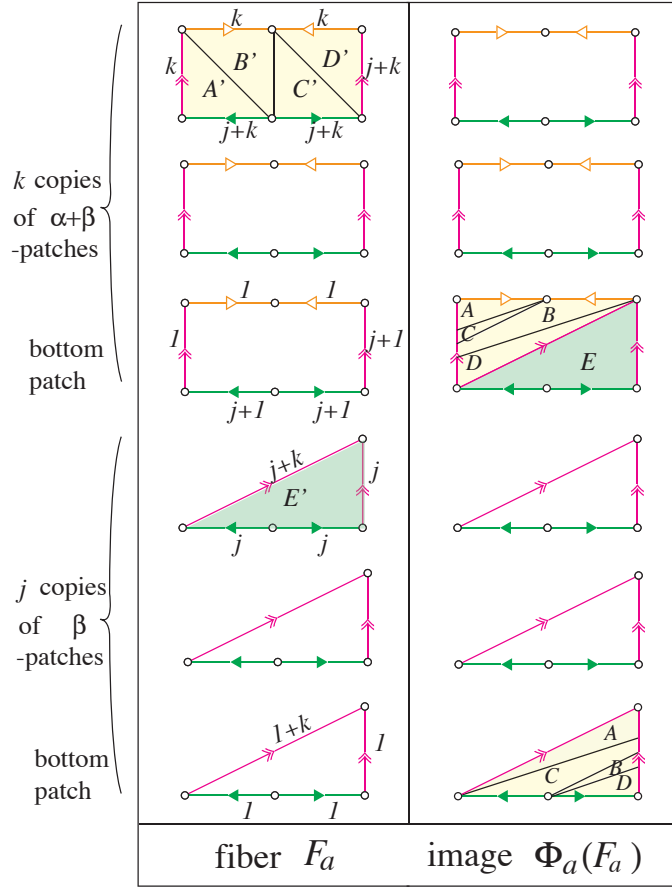 k k
k B' D' j+k
A' C'
j+k j+k
k copies
of α+β
-patches
1 1
1 j+1
j+1 j+1
A B
C
D
E
bottom
patch
j+k
j
E'
j j
j copies
of β
-patches
1+k
1
1 1
A
C B
D
bottom
patch
fiber Fa image Φa(Fa)